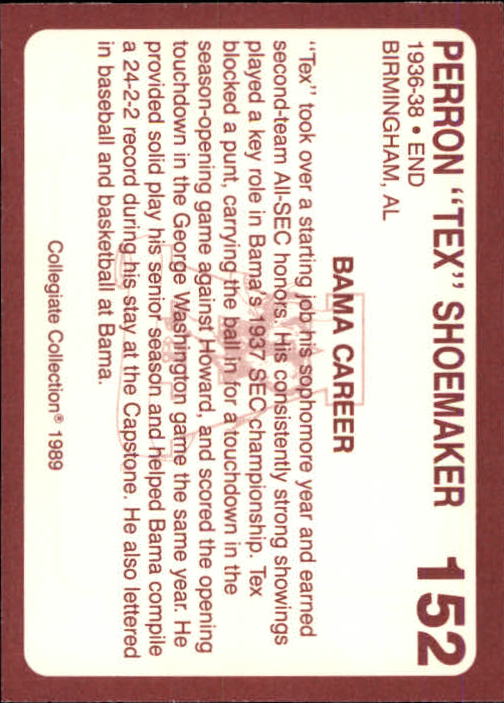 PERRON "TEX" SHOEMAKER 152
1936-38 • END
BIRMINGHAM, AL
BAMA CAREER
"Tex" took over a starting job his sophomore year and earned
second-team All-SEC honors. His consistently strong showings
played a key role in Bama's 1937 SEC championship. Tex
blocked a punt, carrying the ball in for a touchdown in the
season-opening game against Howard, and scored the opening
touchdown in the George Washington game the same year. He
provided solid play his senior season and helped Bama compile
a 24-2-2 record during his stay at the Capstone. He also lettered
in baseball and basketball at Bama.
Collegiate Collection® 1989